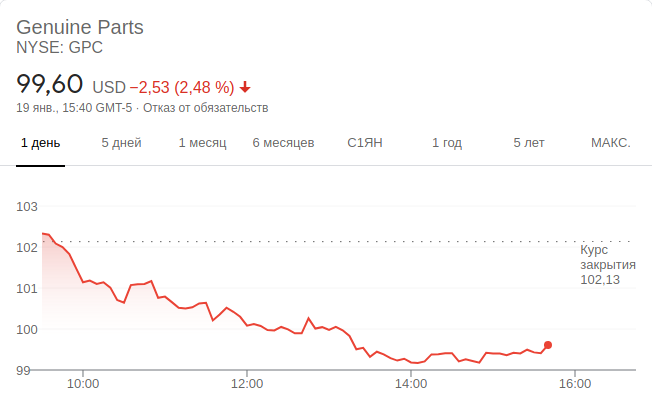 Genuine Parts
NYSE: GPC
99,60 USD −2,53 (2,48 %)
19 янв., 15:40 GMT-5 · Отказ от обязательств
1 день 5 дней 1 месяц 6 месяцев С1ЯН 1 год 5 лет МАКС.
103
102
101
100
99
Курс
закрытия
102,13
10:00 12:00 14:00 16:00